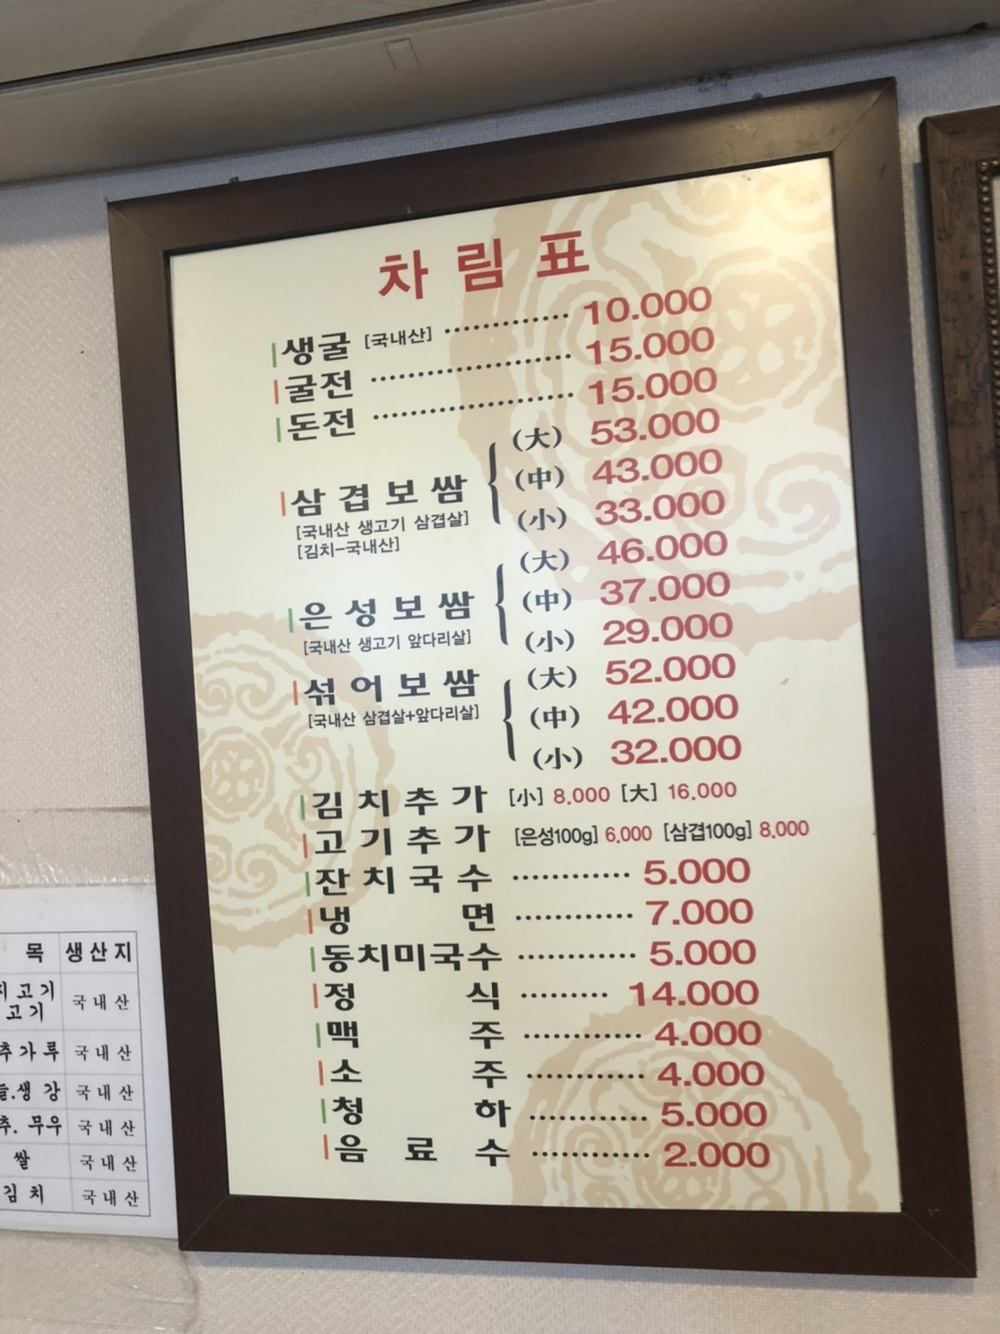 차림표
생굴 [국내산] ············ 10.000
굴전 ·················· 15.000
돈전 ·················· 15.000
삼겹보쌈 (大) 53.000
[국내산 생고기 삼겹살] (中) 43.000
[김치-국내산] (小) 33.000
은성보쌈 (大) 46.000
[국내산 생고기 앞다리살] (中) 37.000
(小) 29.000
섞어보쌈 (大) 52.000
[국내산 삼겹살+앞다리살] (中) 42.000
(小) 32.000
김치추가 [小] 8.000 [大] 16.000
고기추가 [은성100g] 6,000 [삼겹100g] 8,000
잔치국수 ············ 5.000
냉면 ············ 7.000
동치미국수 ············ 5.000
정식 ········· 14.000
맥주 ············ 4.000
소주 ············ 4.000
청하 ············ 5.000
음료수 ············ 2.000
목 생산지
고기 국내산
고기
추가루 국내산
생강 국내산
무우 국내산
쌀 국내산
김치 국내산